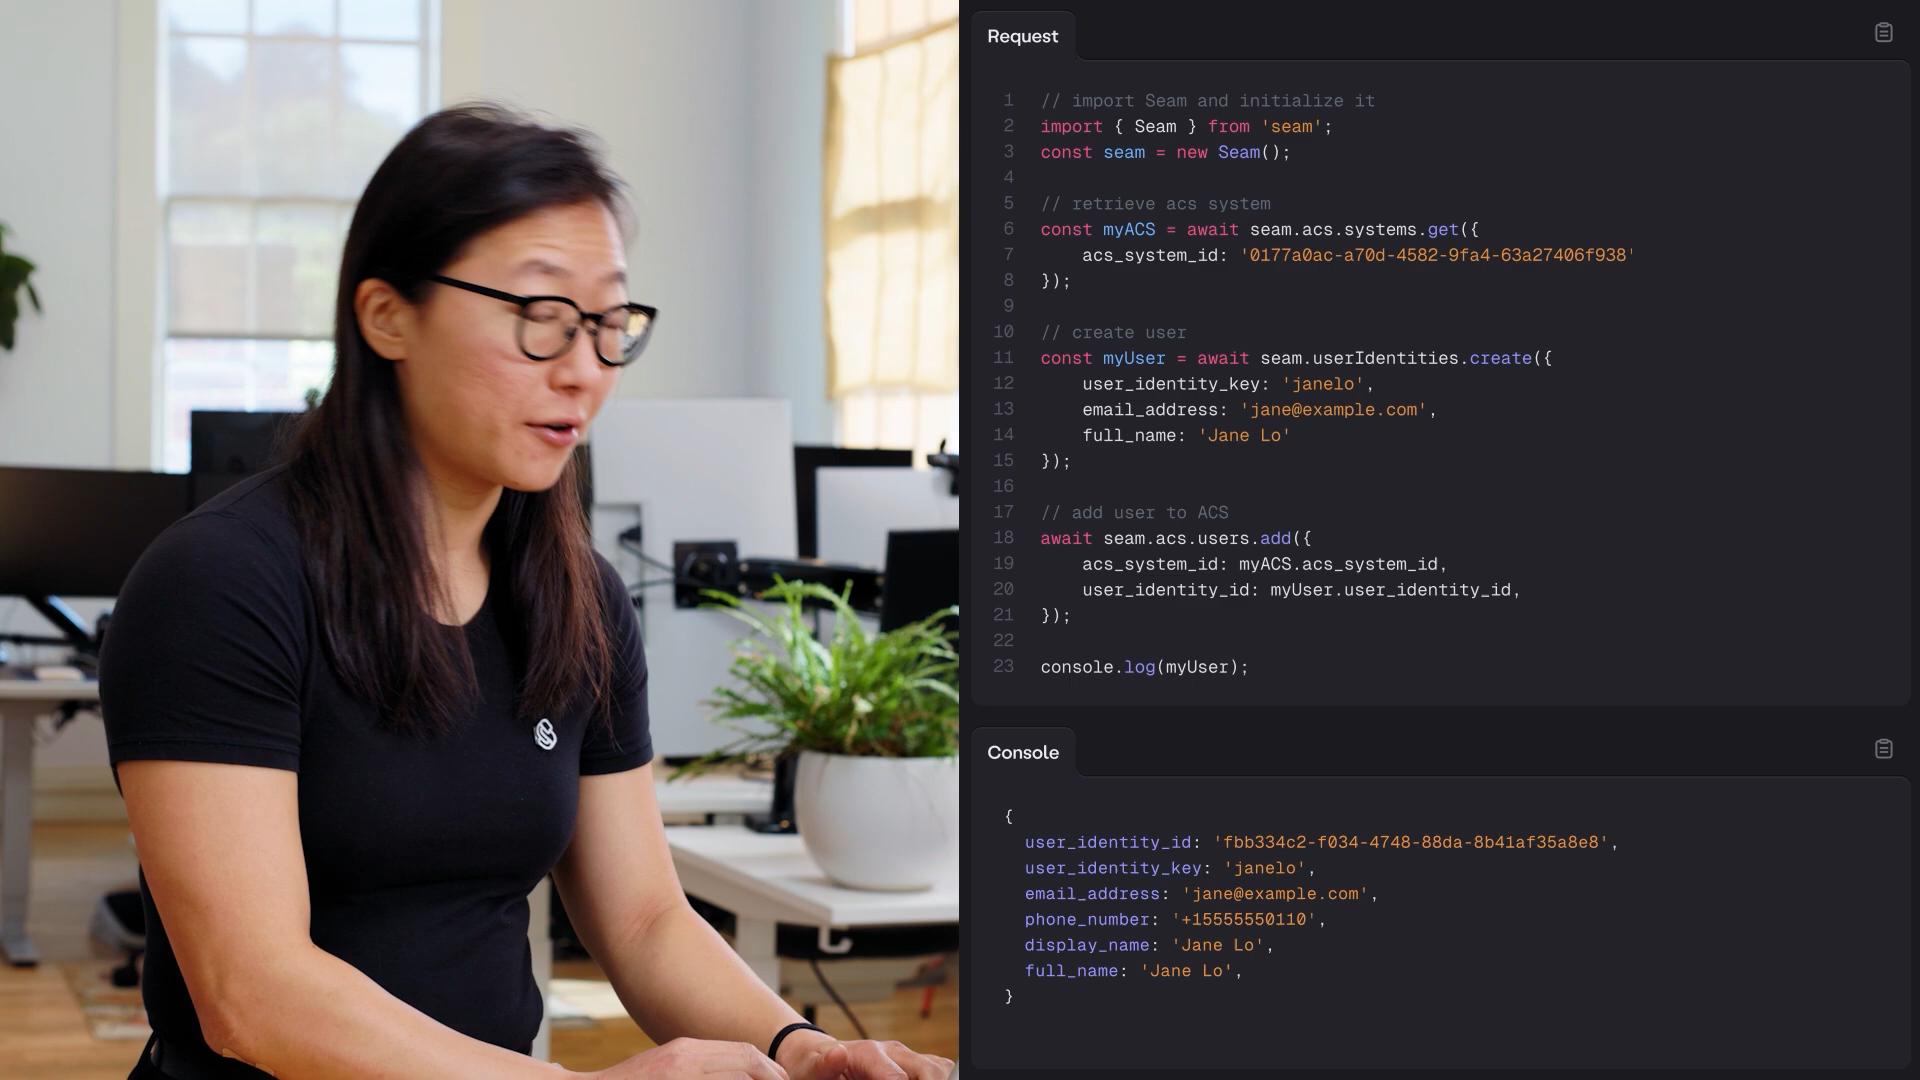 Request
1 // import Seam and initialize it
2 import { Seam } from 'seam';
3 const seam = new Seam();
4
5 // retrieve acs system
6 const myACS = await seam.acs.systems.get({
7     acs_system_id: '0177a0ac-a70d-4582-9fa4-63a27406f938'
8 });
9
10 // create user
11 const myUser = await seam.userIdentities.create({
12     user_identity_key: 'janelo',
13     email_address: 'jane@example.com',
14     full_name: 'Jane Lo'
15 });
16
17 // add user to ACS
18 await seam.acs.users.add({
19     acs_system_id: myACS.acs_system_id,
20     user_identity_id: myUser.user_identity_id,
21 });
22
23 console.log(myUser);
Console
{
  user_identity_id: 'fbb334c2-f034-4748-88da-8b41af35a8e8',
  user_identity_key: 'janelo',
  email_address: 'jane@example.com',
  phone_number: '+15555550110',
  display_name: 'Jane Lo',
  full_name: 'Jane Lo',
}